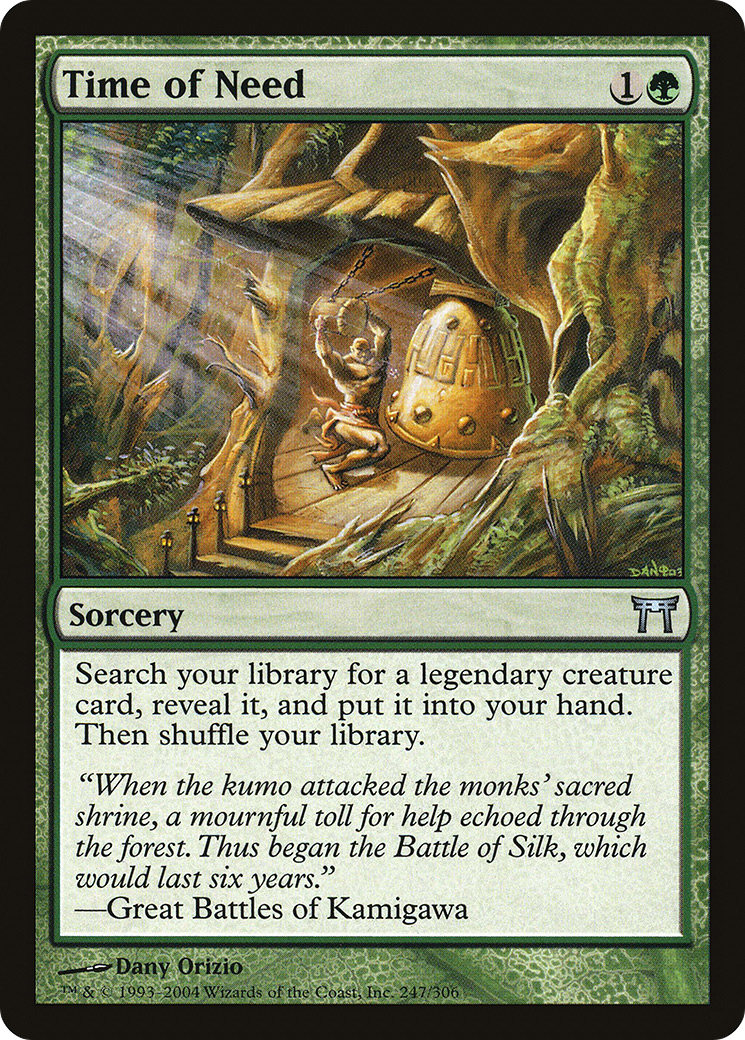 Time of Need
1
DANO 03
Sorcery
Search your library for a legendary creature
card, reveal it, and put it into your hand.
Then shuffle your library.
“When the kumo attacked the monks’ sacred
shrine, a mournful toll for help echoed through
the forest. Thus began the Battle of Silk, which
would last six years.”
—Great Battles of Kamigawa
Dany Orizio
™ & © 1993–2004 Wizards of the Coast, Inc. 247/306